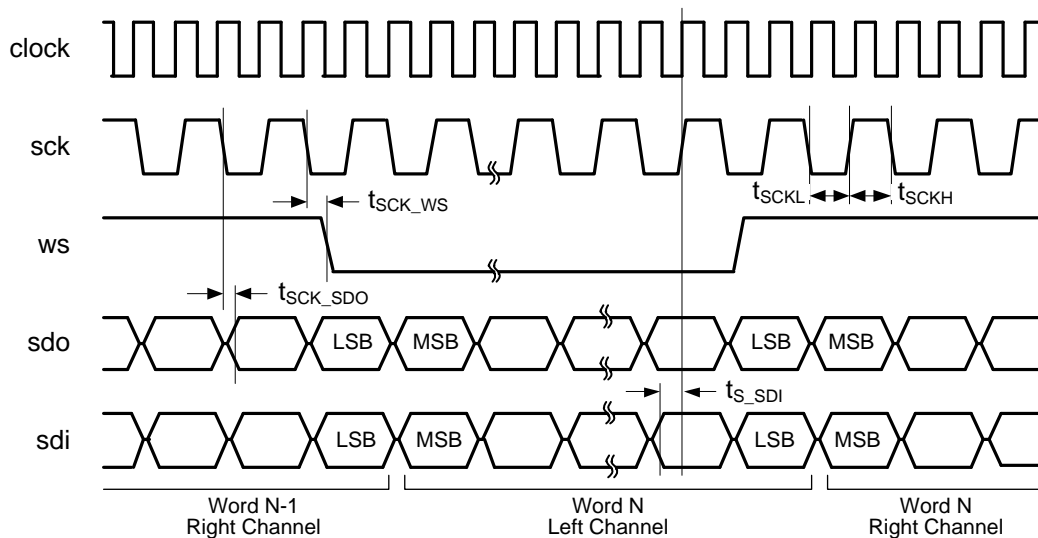 clock
sck
tSCKL
tSCKH
tSCK_WS
ws
tSCK_SDO
sdo
LSB
MSB
LSB
MSB
tS_SDI
sdi
LSB
MSB
LSB
MSB
Word N-1
Right Channel
Word N
Left Channel
Word N
Right Channel